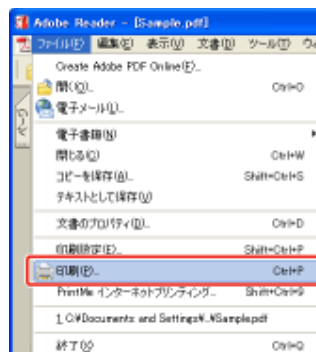 Adobe Reader - [Sample.pdf]
ファイル(F) 編集(E) 表示(V) 文書(D) ツール(T)
Create Adobe PDF Online(F)...
開く(O)... Ctrl+O
電子メール(L)...
電子書籍(N)
閉じる(C) Ctrl+W
コピーを保存(A)... Shift+Ctrl+S
テキストとして保存(V)
文書のプロパティ(D)... Ctrl+D
印刷設定(E)... Shift+Ctrl+P
印刷(P)... Ctrl+P
PrintMe インターネットプリンティング... Shift+Ctrl+9
1 C:¥Documents and Settings¥..¥Sample.pdf
終了(X) Ctrl+Q